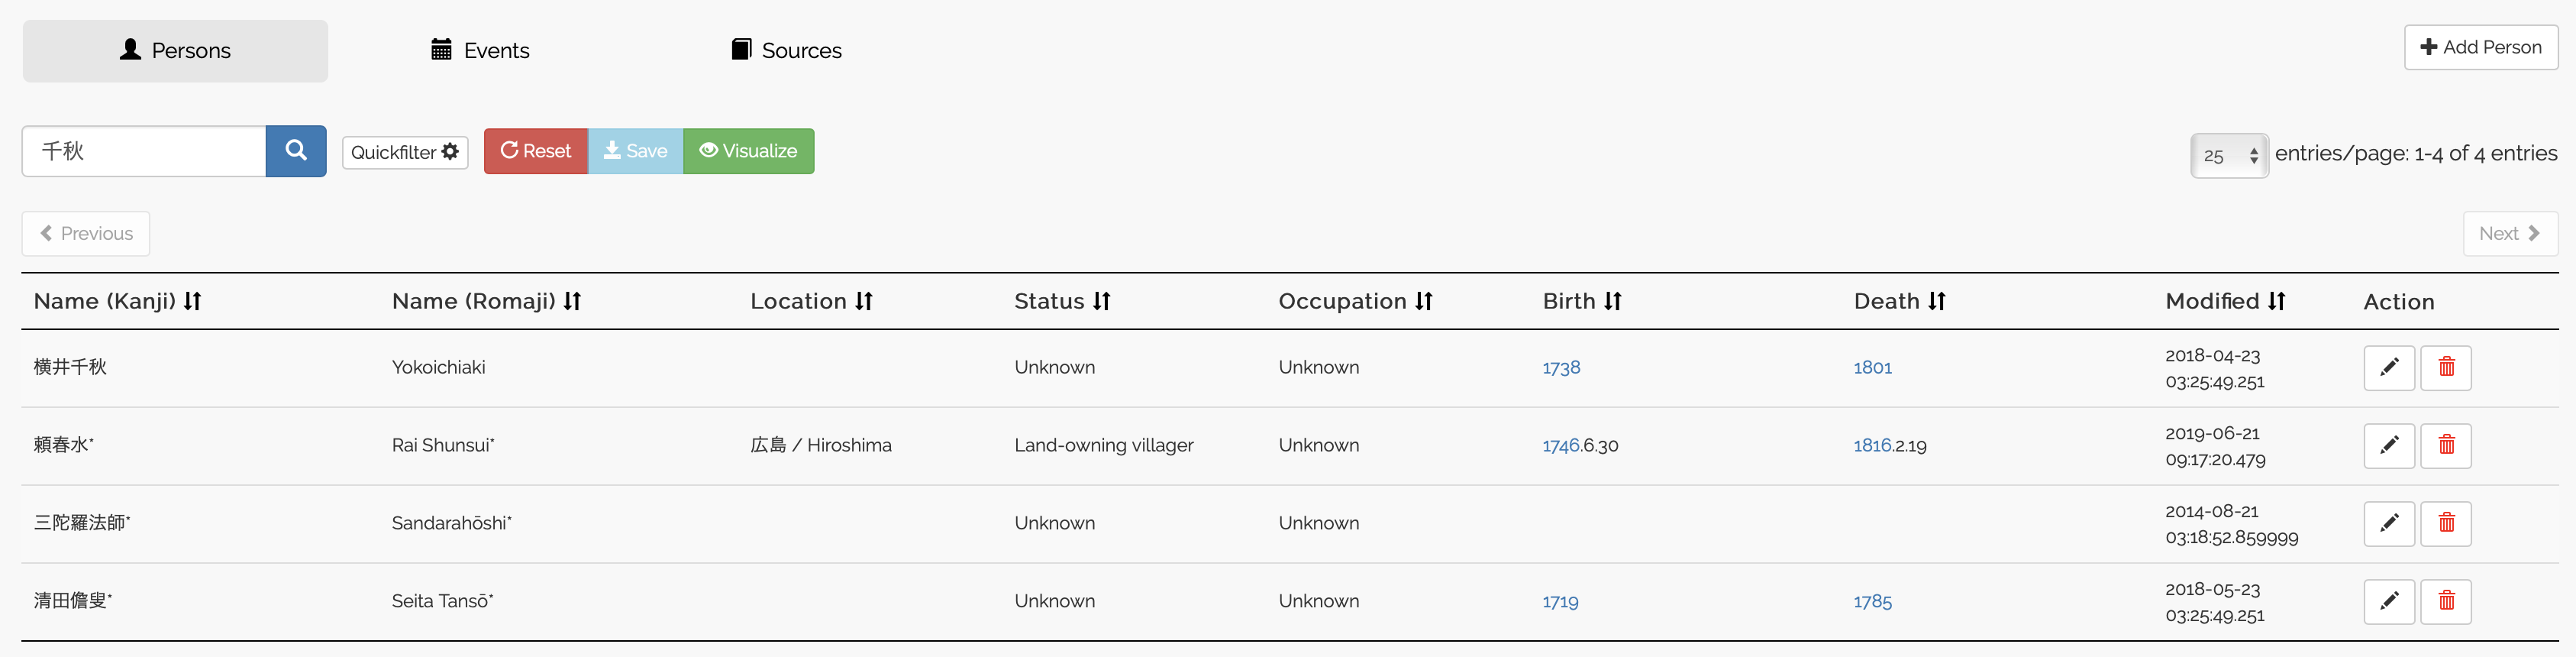 Persons Events Sources Add Person
千秋 Quickfilter Reset Save Visualize 25 entries/page: 1-4 of 4 entries
Previous Next
Name (Kanji) Name (Romaji) Location Status Occupation Birth Death Modified Action
横井千秋 Yokoichiaki Unknown Unknown 1738 1801 2018-04-23
03:25:49.251
頼春水* Rai Shunsui* 広島 / Hiroshima Land-owning villager Unknown 1746.6.30 1816.2.19 2019-06-21
09:17:20.479
三陀羅法師* Sandarahōshi* Unknown Unknown 2014-08-21
03:18:52.859999
清田儋叟* Seita Tansō* Unknown Unknown 1719 1785 2018-05-23
03:25:49.251